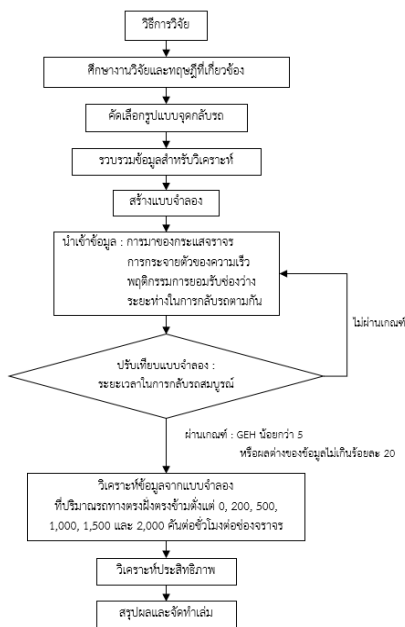 วิธีการวิจัย
ศึกษางานวิจัยและทฤษฎีที่เกี่ยวข้อง
คัดเลือกรูปแบบจุดกลับรถ
รวบรวมข้อมูลสำหรับวิเคราะห์
สร้างแบบจำลอง
นำเข้าข้อมูล : การมาของกระแสจราจร
การกระจายตัวของความเร็ว
พฤติกรรมการยอมรับช่องว่าง
ระยะห่างในการกลับรถตามกัน
ไม่ผ่านเกณฑ์
ปรับเทียบแบบจำลอง :
ระยะเวลาในการกลับรถสมบูรณ์
ผ่านเกณฑ์ : GEH น้อยกว่า 5
หรือผลต่างของข้อมูลไม่เกินร้อยละ 20
วิเคราะห์ข้อมูลจากแบบจำลอง
ที่ปริมาณรถทางตรงฝั่งตรงข้ามตั้งแต่ 0, 200, 500,
1,000, 1,500 และ 2,000 คันต่อชั่วโมงต่อช่องจราจร
วิเคราะห์ประสิทธิภาพ
สรุปผลและจัดทำเล่ม